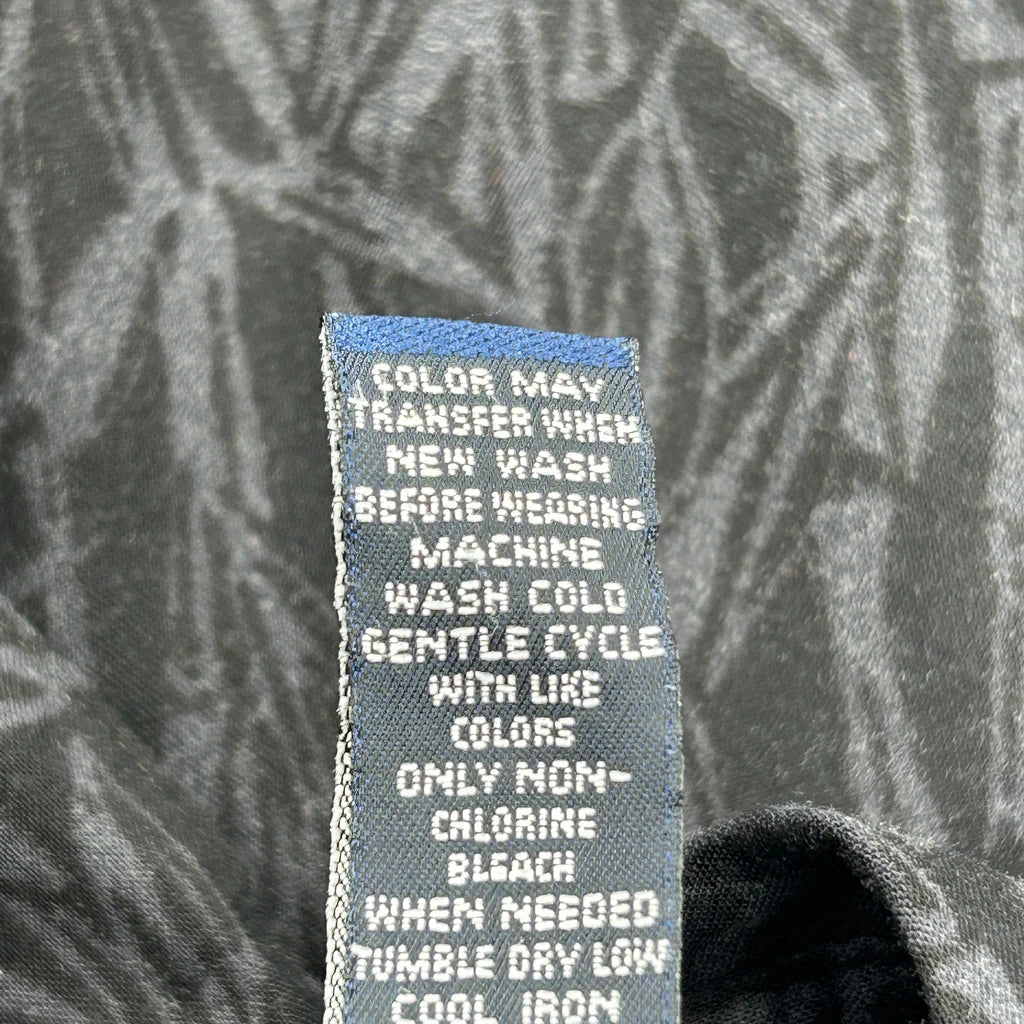 COLOR MAY
TRANSFER WHEN
NEW WASH
BEFORE WEARING
MACHINE
WASH COLD
GENTLE CYCLE
WITH LIKE
COLORS
ONLY NON-
CHLORINE
BLEACH
WHEN NEEDED
TUMBLE DRY LOW
COOL IRON